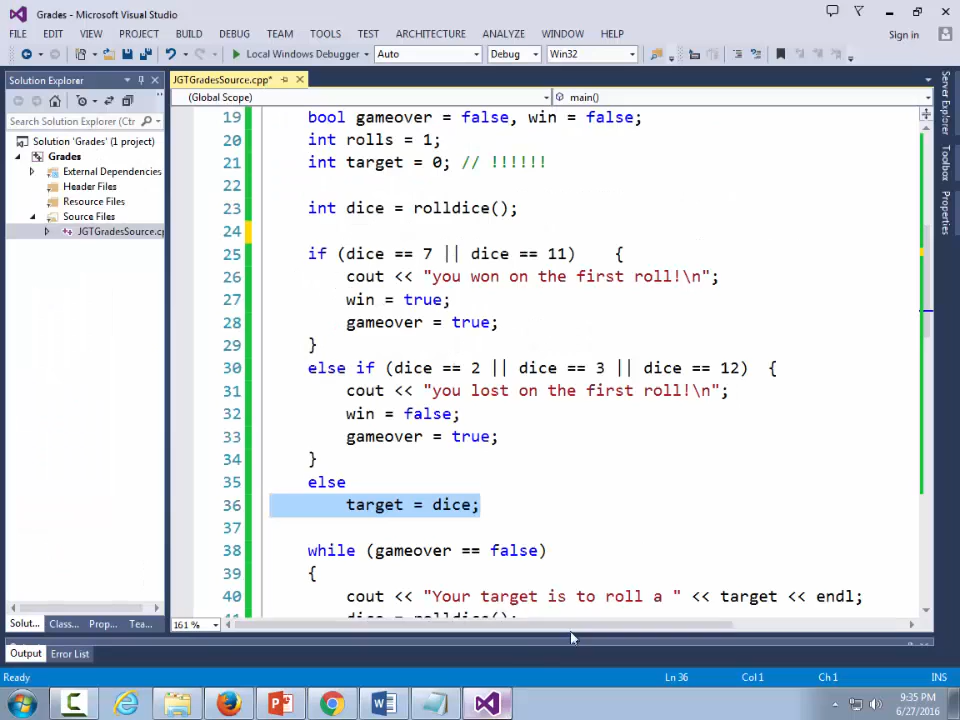 Grades - Microsoft Visual Studio
FILE EDIT VIEW PROJECT BUILD DEBUG TEAM TOOLS TEST ARCHITECTURE ANALYZE WINDOW HELP Sign in
Local Windows Debugger Auto Debug Win32
Solution Explorer
JGTGradesSource.cpp*
(Global Scope) main()
Search Solution Explorer (Ctr
Solution 'Grades' (1 project)
Grades
External Dependencies
Header Files
Resource Files
Source Files
JGTGradesSource.cp
19 bool gameover = false, win = false;
20 int rolls = 1;
21 int target = 0; // !!!!!!
22
23 int dice = rolldice();
24
25 if (dice == 7 || dice == 11) {
26 cout << "you won on the first roll!\n";
27 win = true;
28 gameover = true;
29 }
30 else if (dice == 2 || dice == 3 || dice == 12) {
31 cout << "you lost on the first roll!\n";
32 win = false;
33 gameover = true;
34 }
35 else
36 target = dice;
37
38 while (gameover == false)
39 {
40 cout << "Your target is to roll a " << target << endl;
dice = rolldice();
Server Explorer
Toolbox
Properties
Solut... Class... Prop... Tea...
161 %
Output Error List
Ready Ln 36 Col 1 Ch 1 INS
9:35 PM
6/27/2016